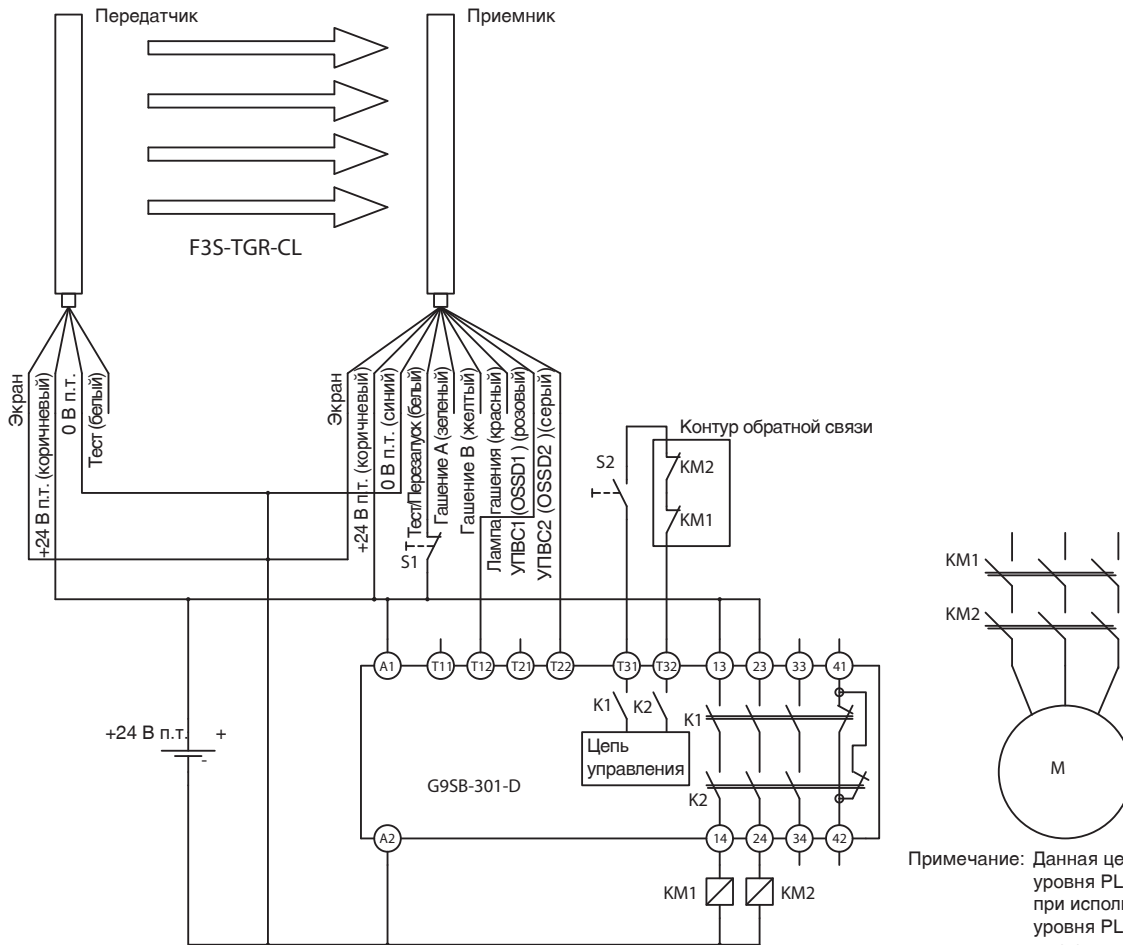 Передатчик
Приемник
F3S-TGR-CL
Экран
+24 В п.т. (коричневый)
0 В п.т.
Тест (белый)
Экран
+24 В п.т. (коричневый)
0 В п.т. (синий)
Тест/Перезапуск (белый)
Гашение A (зеленый)
Гашение B (желтый)
Лампа гашения (красный)
УПВС1 (OSSD1 ) (розовый)
УПВС2 (OSSD2 )(серый)
S1
S2
Контур обратной связи
KM2
KM1
KM1
KM2
A1
T11
T12
T21
T22
T31
T32
13
23
33
41
K1
K2
K1
Цепь
управления
K2
G9SB-301-D
+24 В п.т.
+
-
A2
14
24
34
42
KM1
KM2
M
Примечание: Данная
уровня PL
при
уровня PL